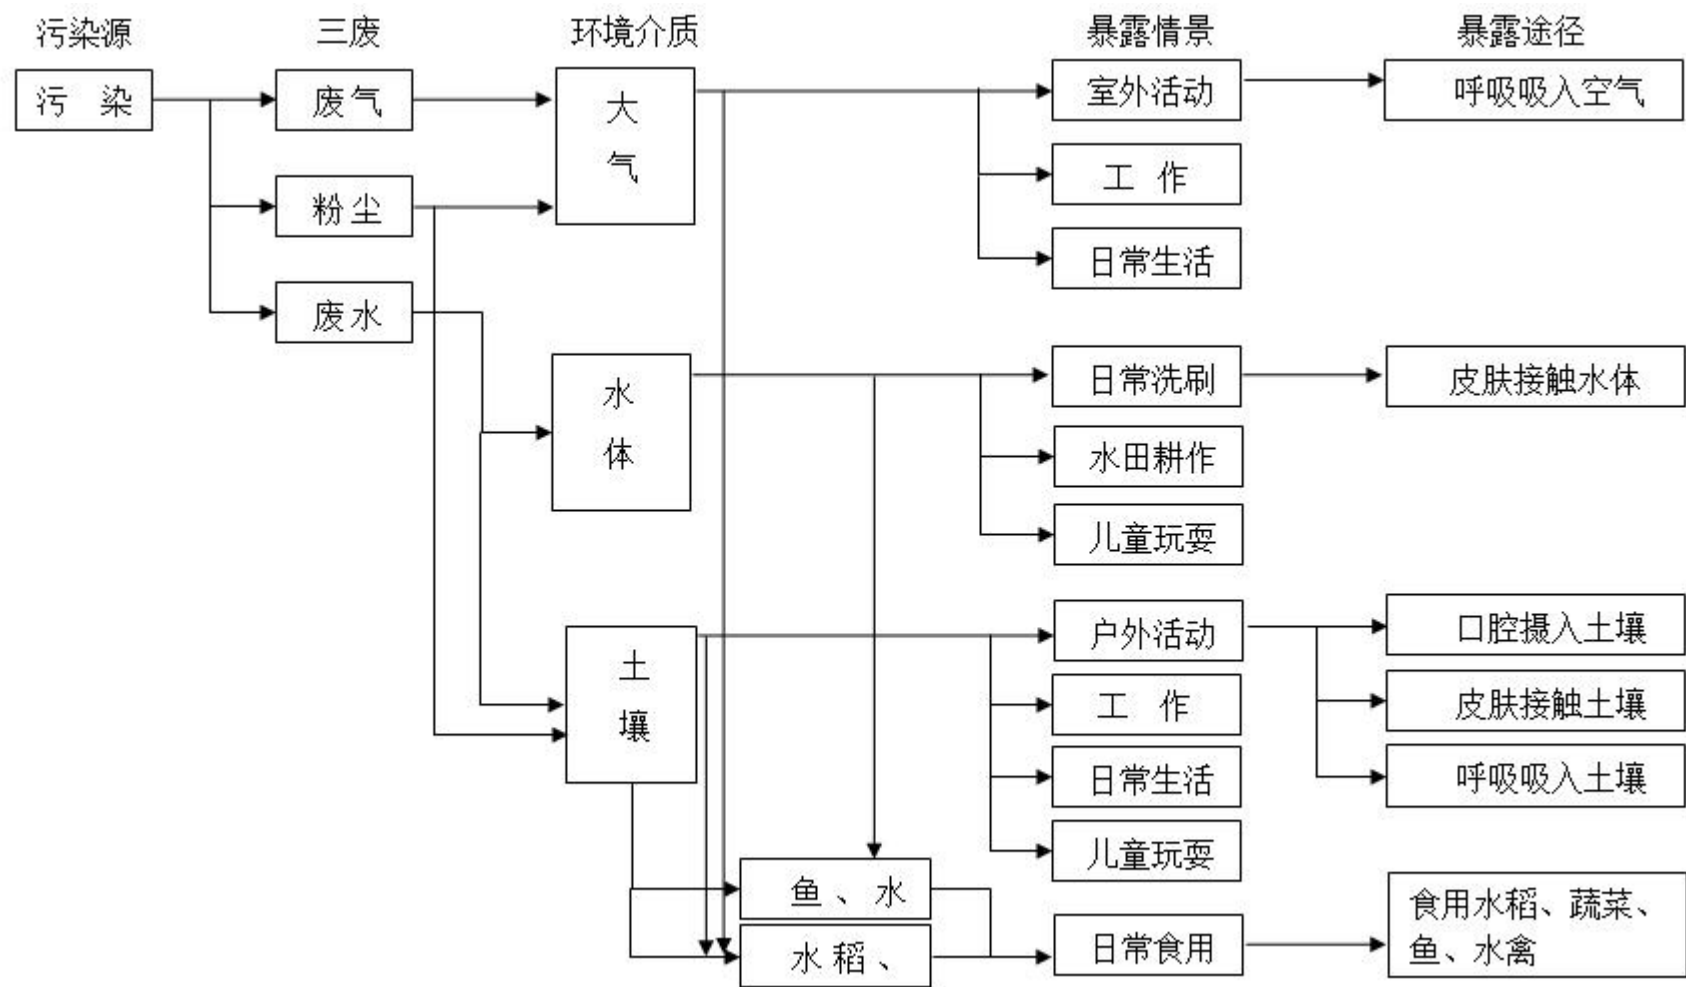 污染源 三废 环境介质 暴露情景 暴露途径
污 染
废气
粉尘
废水
大
气
水
体
土
壤
鱼、水
水稻、
室外活动
工 作
日常生活
日常洗刷
水田耕作
儿童玩耍
户外活动
工 作
日常生活
儿童玩耍
日常食用
呼吸吸入空气
皮肤接触水体
口腔摄入土壤
皮肤接触土壤
呼吸吸入土壤
食用水稻、蔬菜、
鱼、水禽